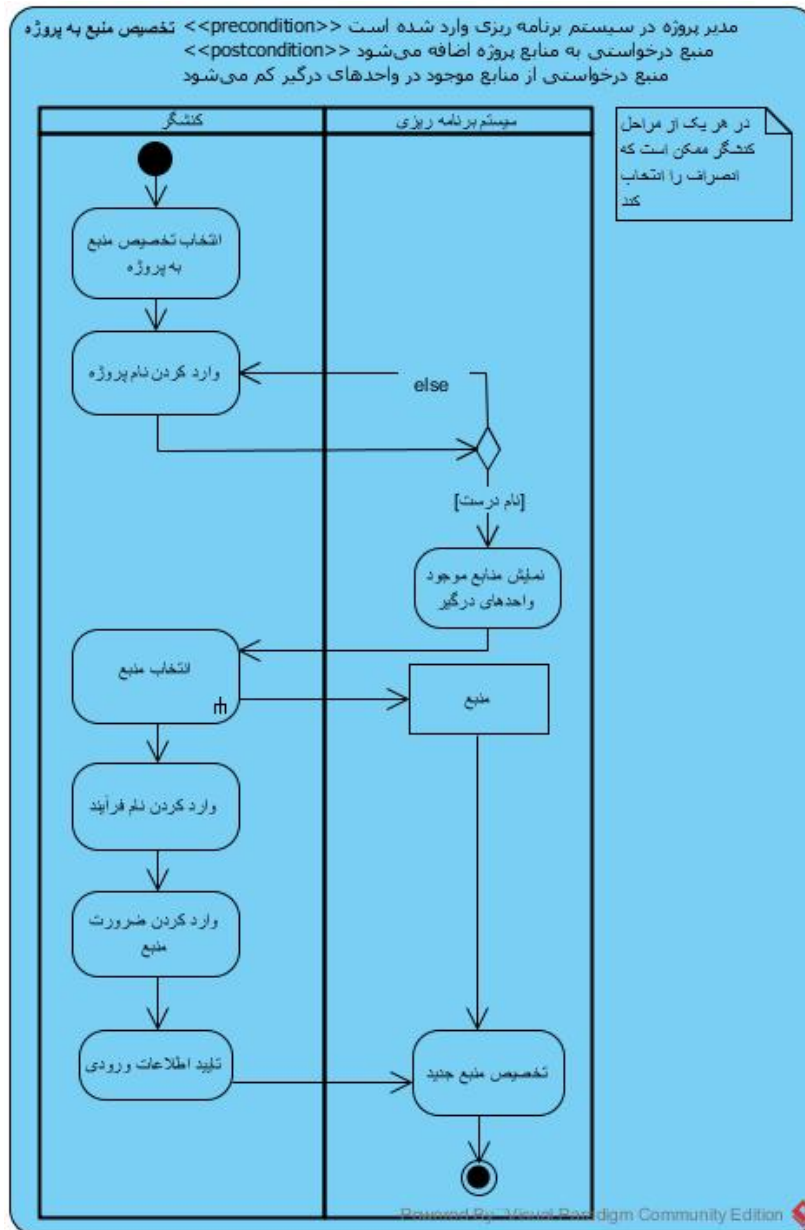 تخصیص منبع به پروژه <<precondition>> مدیر پروژه در سیستم برنامه ریزی وارد شده است
<<postcondition>> منبع درخواستی به منابع پروژه اضافه می‌شود
منبع درخواستی از منابع موجود در واحدهای درگیر کم می‌شود
کنشگر
سیستم برنامه ریزی
در هر یک از مراحل
کنشگر ممکن است که
انصراف را انتخاب
کند
انتخاب تخصیص منبع
به پروژه
وارد کردن نام پروژه
else
[نام درست]
نمایش منابع موجود
واحدهای درگیر
انتخاب منبع
منبع
وارد کردن نام فرآیند
وارد کردن ضرورت
منبع
تایید اطلاعات ورودی
تخصیص منبع جدید
Powered By Visual Paradigm Community Edition